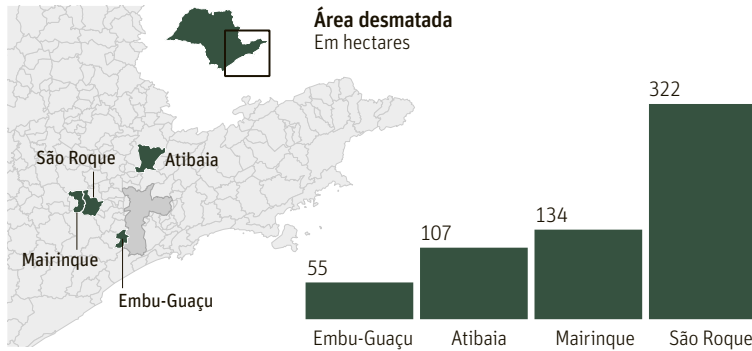 Área desmatada
Em hectares
São Roque
Atibaia
Mairinque
Embu-Guaçu
55
107
134
322
Embu-Guaçu
Atibaia
Mairinque
São Roque